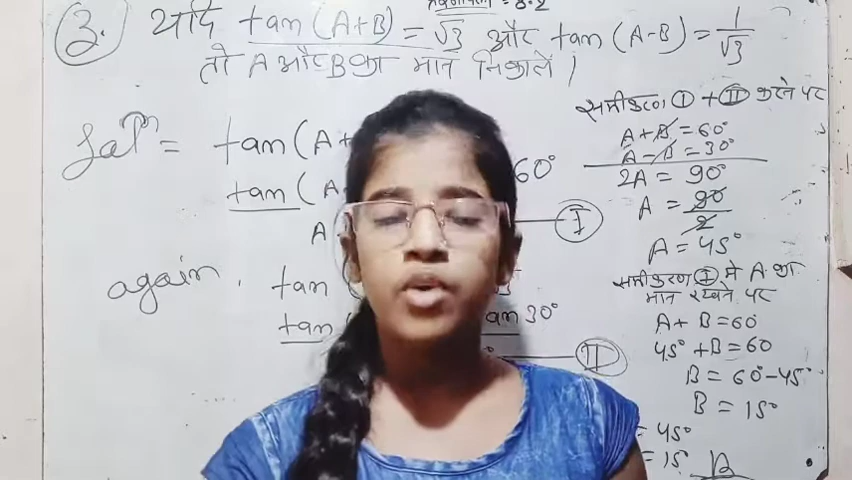 प्रश्नावली = 8.2
3. यदि tan (A+B) = √3 और tan (A-B) = 1/√3
तो A और B का मान निकालें ।
Solⁿ = tan (A+
tan (A 60°
A I
again . tan (
tan an 30°
II
समीकरण I + II करने पर
A + B = 60°
A - B = 30°
2A = 90°
A = 90/2
A = 45°
समीकरण I में A का
मान रखने पर
A + B = 60°
45° + B = 60
B = 60° - 45°
B = 15°
= 45°
= 15°